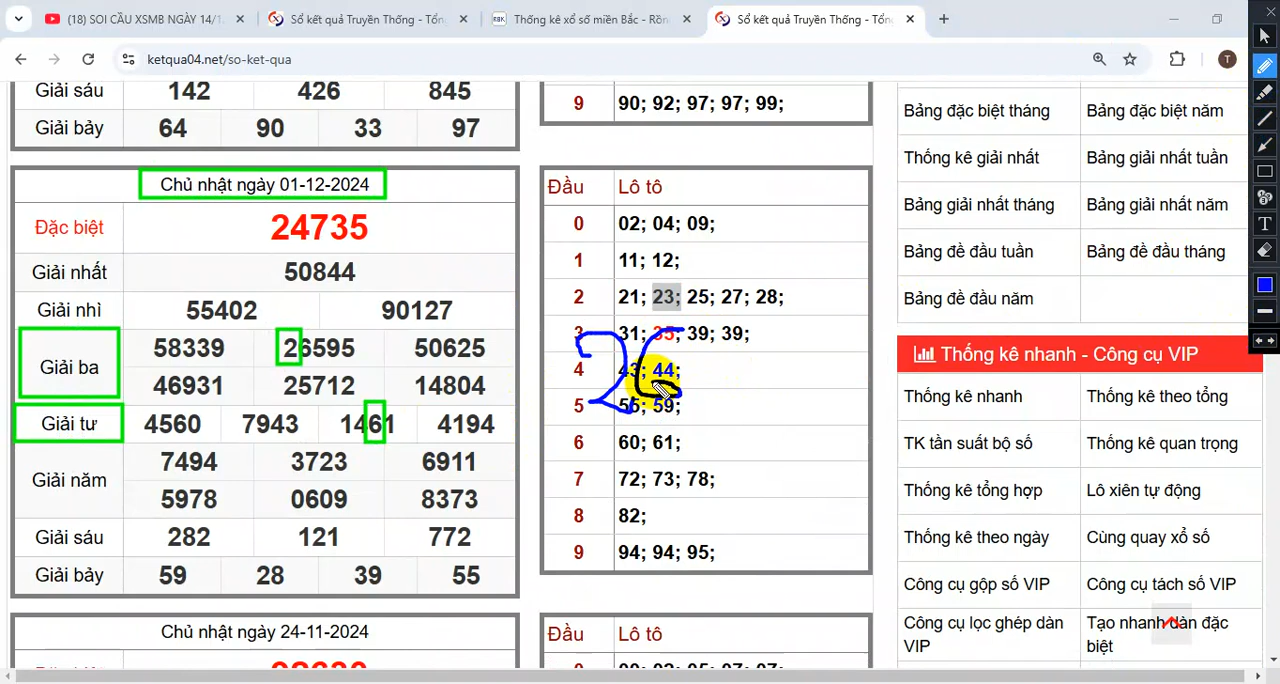 (18) SOI CẦU XSMB NGÀY 14/1
Sổ kết quả Truyền Thống - Tổn
RBK Thống kê xổ số miền Bắc - Rồn
Sổ kết quả Truyền Thống - Tổn
ketqua04.net/so-ket-qua
T
Giải sáu 142 426 845
Giải bảy 64 90 33 97
9 90; 92; 97; 97; 99;
Chủ nhật ngày 01-12-2024
Đặc biệt 24735
Giải nhất 50844
Giải nhì 55402 90127
Giải ba 58339 26595 50625
46931 25712 14804
Giải tư 4560 7943 1461 4194
Giải năm 7494 3723 6911
5978 0609 8373
Giải sáu 282 121 772
Giải bảy 59 28 39 55
Đầu Lô tô
0 02; 04; 09;
1 11; 12;
2 21; 23; 25; 27; 28;
3 31; 35; 39; 39;
4 43; 44;
5 55; 59;
6 60; 61;
7 72; 73; 78;
8 82;
9 94; 94; 95;
26
Chủ nhật ngày 24-11-2024
Đầu Lô tô
Bảng đặc biệt tháng Bảng đặc biệt năm
Thống kê giải nhất Bảng giải nhất tuần
Bảng giải nhất tháng Bảng giải nhất năm
Bảng đề đầu tuần Bảng đề đầu tháng
Bảng đề đầu năm
Thống kê nhanh - Công cụ VIP
Thống kê nhanh Thống kê theo tổng
TK tần suất bộ số Thống kê quan trọng
Thống kê tổng hợp Lô xiên tự động
Thống kê theo ngày Cùng quay xổ số
Công cụ gộp số VIP Công cụ tách số VIP
Công cụ lọc ghép dàn VIP Tạo nhanh dàn đặc biệt
T